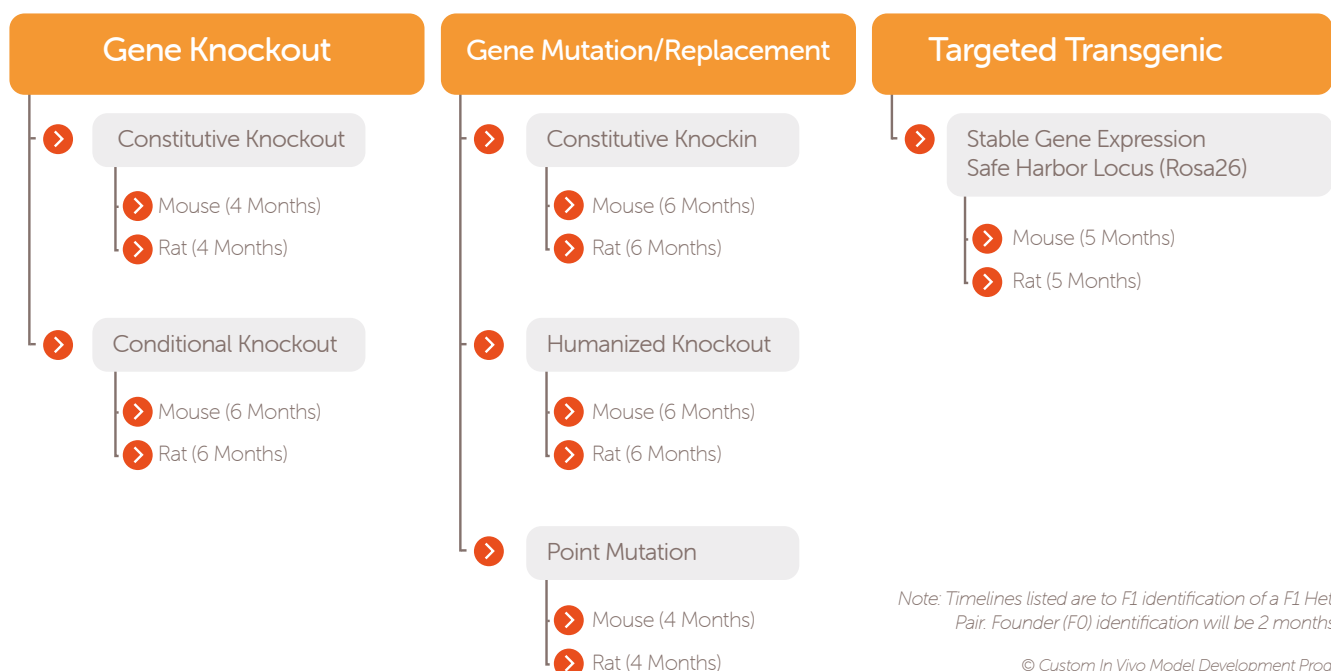 Gene Knockout
Constitutive Knockout
Mouse (4 Months)
Rat (4 Months)
Conditional Knockout
Mouse (6 Months)
Rat (6 Months)
Gene Mutation/Replacement
Constitutive Knockin
Mouse (6 Months)
Rat (6 Months)
Humanized Knockout
Mouse (6 Months)
Rat (6 Months)
Point Mutation
Mouse (4 Months)
Rat (4 Months)
Targeted Transgenic
Stable Gene Expression
Safe Harbor Locus (Rosa26)
Mouse (5 Months)
Rat (5 Months)
Note: Timelines listed are to F1 identification of a F1 Het
Pair. Founder (F0) identification will be 2 months
© Custom In Vivo Model Development Prog